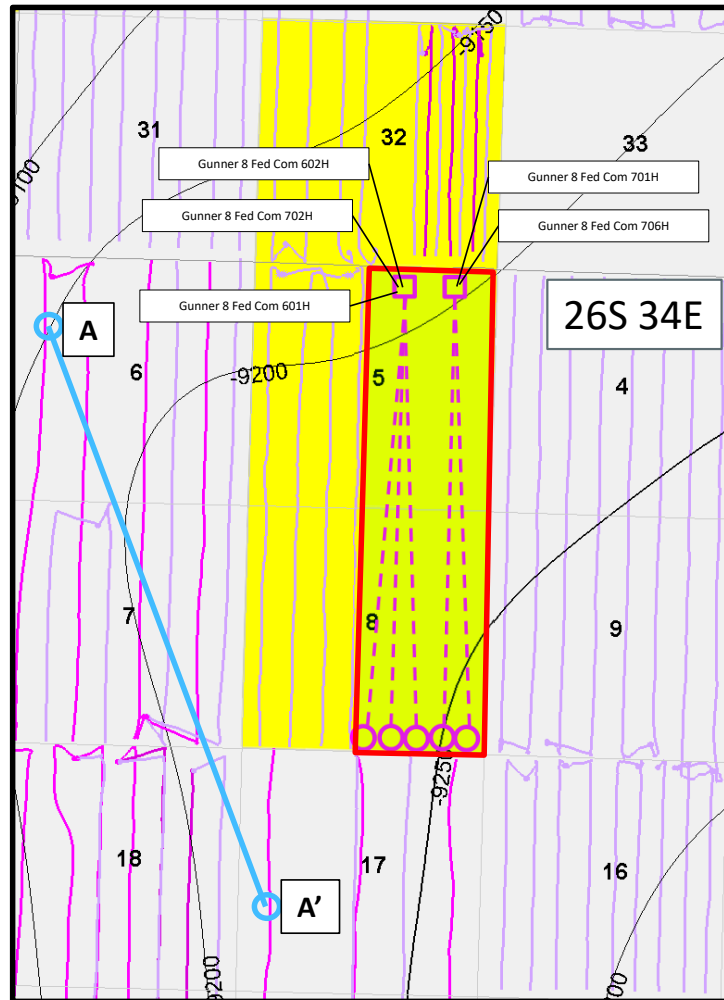 -9150
31
32
33
Gunner 8 Fed Com 602H
Gunner 8 Fed Com 701H
Gunner 8 Fed Com 702H
Gunner 8 Fed Com 706H
Gunner 8 Fed Com 601H
26S 34E
A
6
-9200
5
4
7
8
9
-9250
18
17
16
A'
-9200